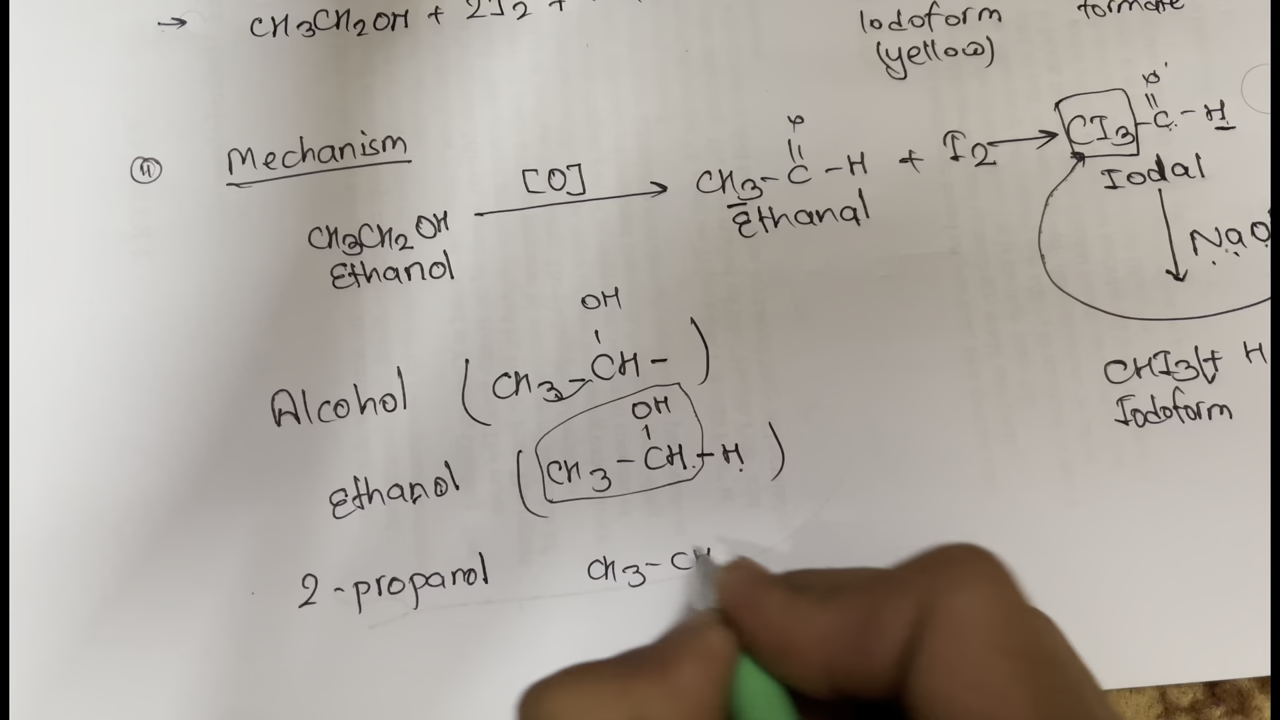 → CH3CH2OH + 2I2 +
Iodoform formate
(yellow)
Mechanism
CH3CH2OH [O] → CH3-C-H + I2 → CI3-C-H
Ethanol Ethanal Iodal
NaO
OH
Alcohol (CH3-CH-)
CHI3 + H
Iodoform
OH
Ethanol (CH3-CH-H)
2-propanol CH3-CH